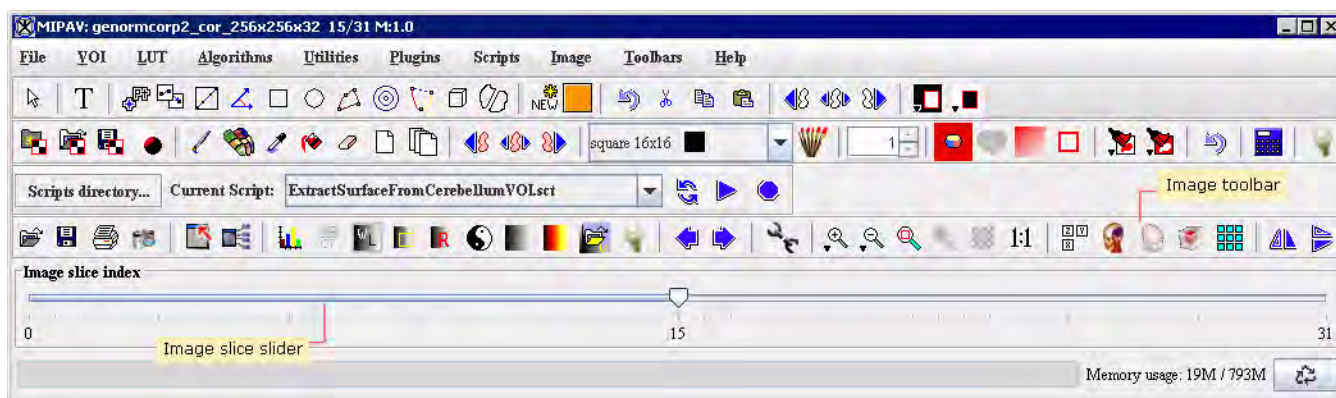 MIPAV: genormcorp2_cor_256x256x32 15/31 M:1.0
File VOI LUT Algorithms Utilities Plugins Scripts Image Toolbars Help
T NEW
square 16x16 1
Scripts directory... Current Script: ExtractSurfaceFromCerebellumVOI.sct
Image toolbar
WL R 1:1 Z Y X
Image slice index
0 15 31
Image slice slider
Memory usage: 19M / 793M